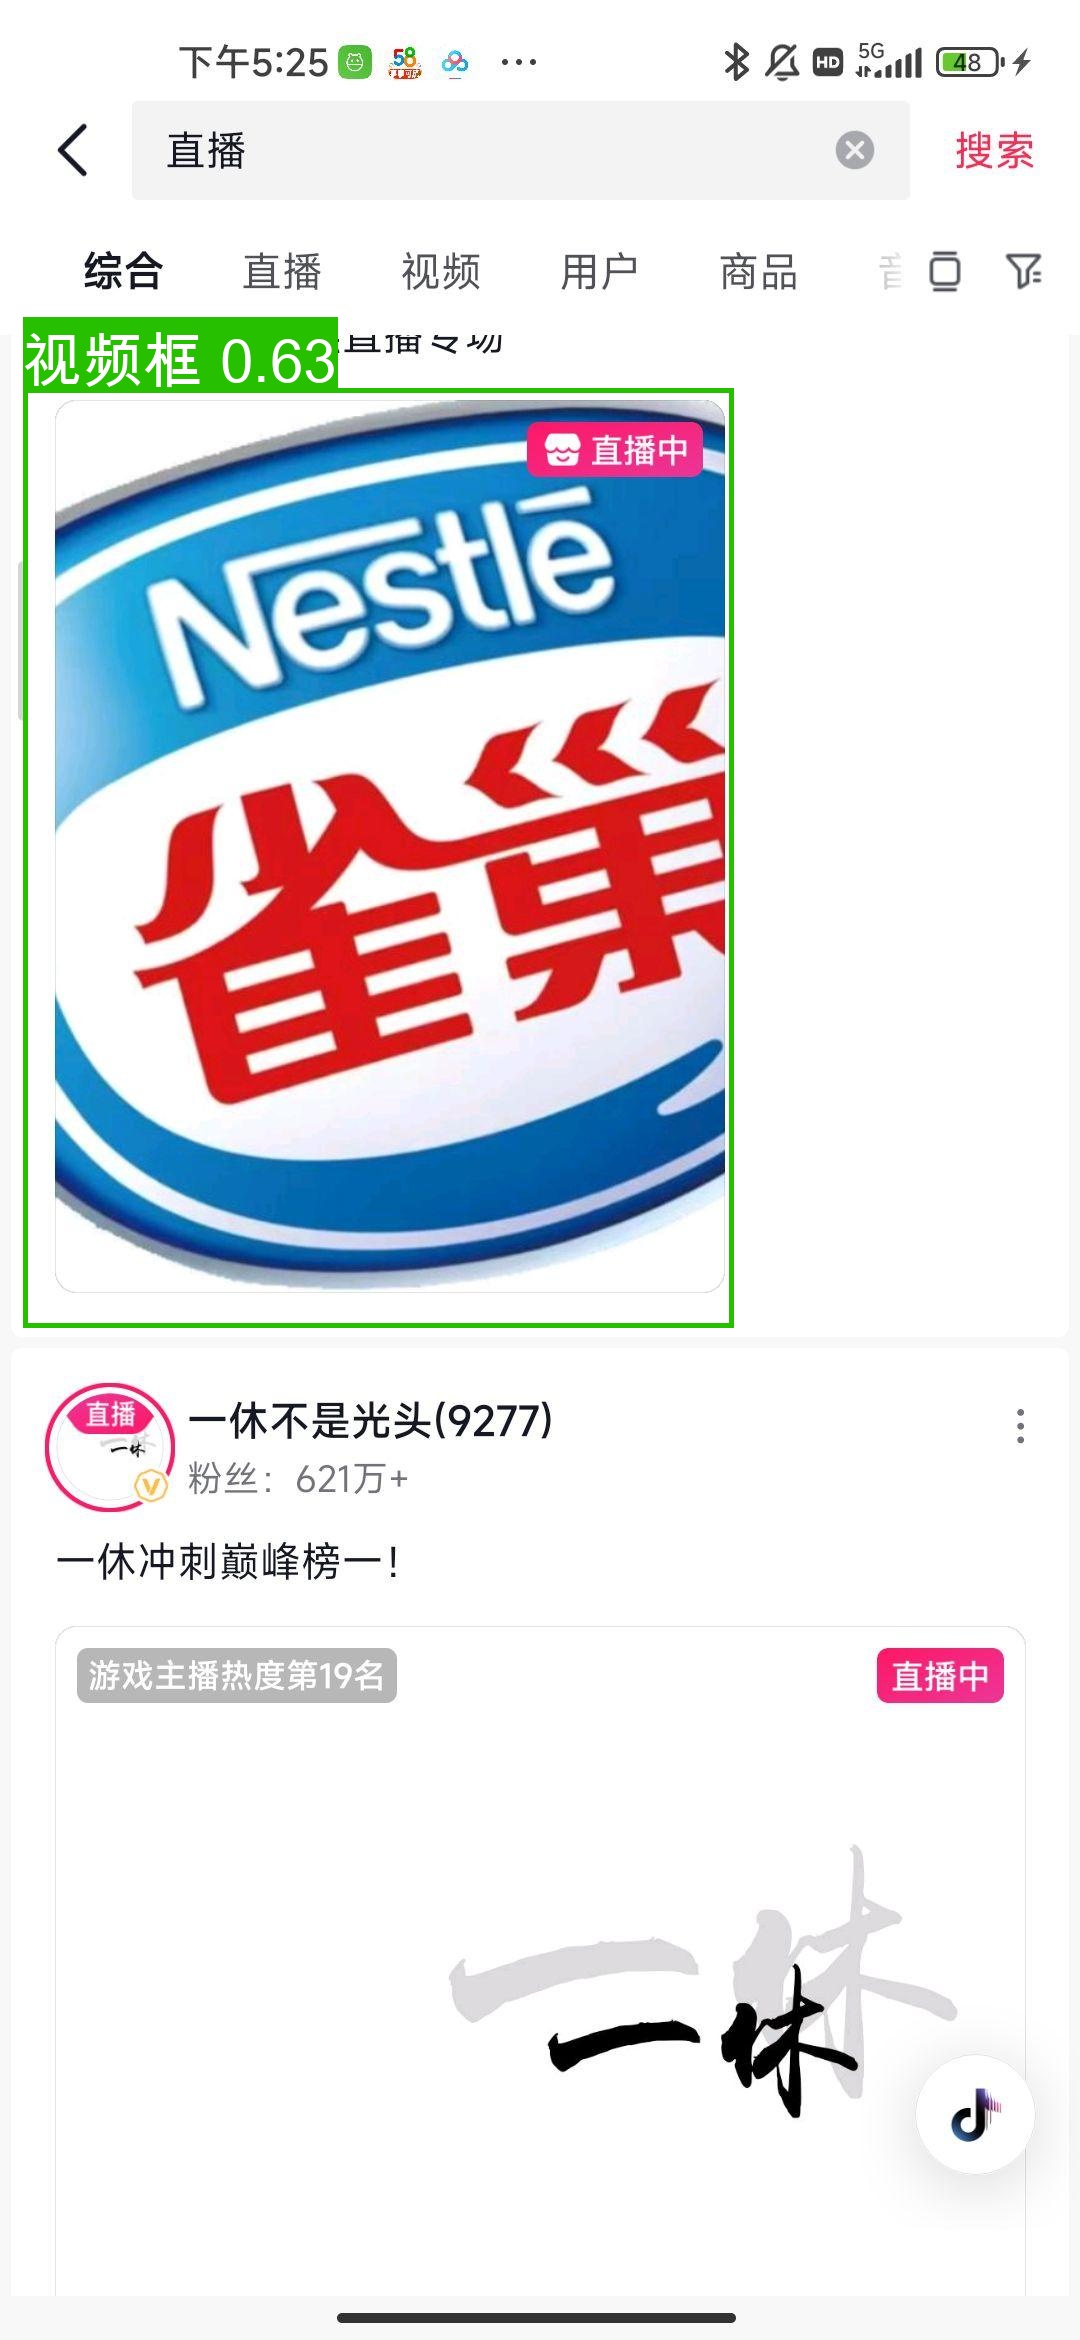 下午5:25 58 ··· HD 5G 48
直播 搜索
综合 直播 视频 用户 商品 音
视频框 0.63 直播专场
直播中
Nestlé
雀巢
直播 一休
一休不是光头(9277)
粉丝：621万+
一休冲刺巅峰榜一！
游戏主播热度第19名 直播中
一休
一休